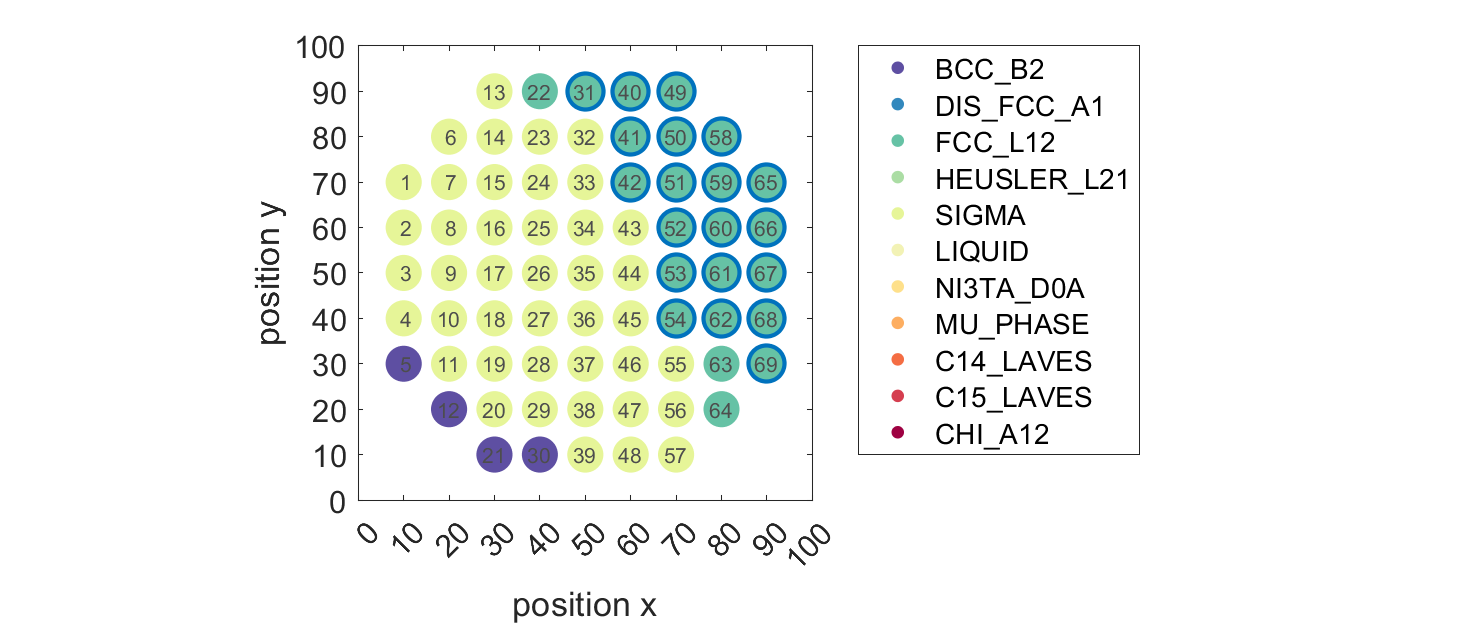 100
90
80
70
60
50
40
30
20
10
0
position y
13 22 31 40 49
6 14 23 32 41 50 58
1 7 15 24 33 42 51 59 65
2 8 16 25 34 43 52 60 66
3 9 17 26 35 44 53 61 67
4 10 18 27 36 45 54 62 68
5 11 19 28 37 46 55 63 69
12 20 29 38 47 56 64
21 30 39 48 57
0 10 20 30 40 50 60 70 80 90 100
position x
BCC_B2
DIS_FCC_A1
FCC_L12
HEUSLER_L21
SIGMA
LIQUID
NI3TA_D0A
MU_PHASE
C14_LAVES
C15_LAVES
CHI_A12